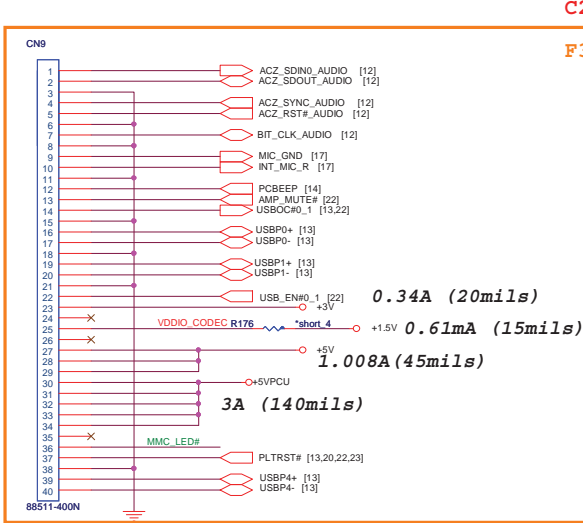 C2
F3
CN9
1 ACZ_SDIN0_AUDIO [12]
2 ACZ_SDOUT_AUDIO [12]
3
4 ACZ_SYNC_AUDIO [12]
5 ACZ_RST#_AUDIO [12]
6
7 BIT_CLK_AUDIO [12]
8
9 MIC_GND [17]
10 INT_MIC_R [17]
11
12 PCBEEP [14]
13 AMP_MUTE# [22]
14 USBOC#0_1 [13,22]
15
16 USBP0+ [13]
17 USBP0- [13]
18
19 USBP1+ [13]
20 USBP1- [13]
21
22 USB_EN#0_1 [22] 0.34A (20mils)
23 +3V
24
25 VDDIO_CODEC R176 *short_4 +1.5V 0.61mA (15mils)
26
27 +5V
28 1.008A(45mils)
29
30 +5VPCU
31
32 3A (140mils)
33
34
35
36 MMC_LED#
37 PLTRST# [13,20,22,23]
38
39 USBP4+ [13]
40 USBP4- [13]
88511-400N